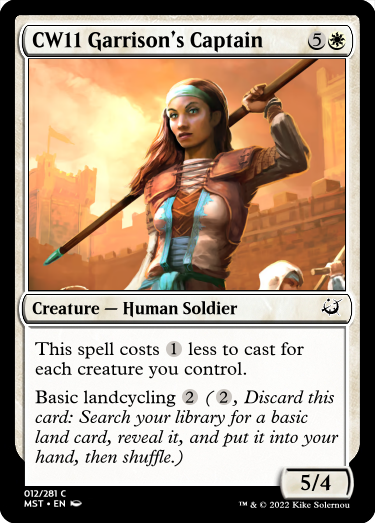 CW11 Garrison's Captain 5
Creature — Human Soldier
This spell costs 1 less to cast for
each creature you control.
Basic landcycling 2 ( 2, Discard this
card: Search your library for a basic
land card, reveal it, and put it into your
hand, then shuffle.)
5/4
012/281 C
MST • EN
™ & © 2022 Kike Solernou